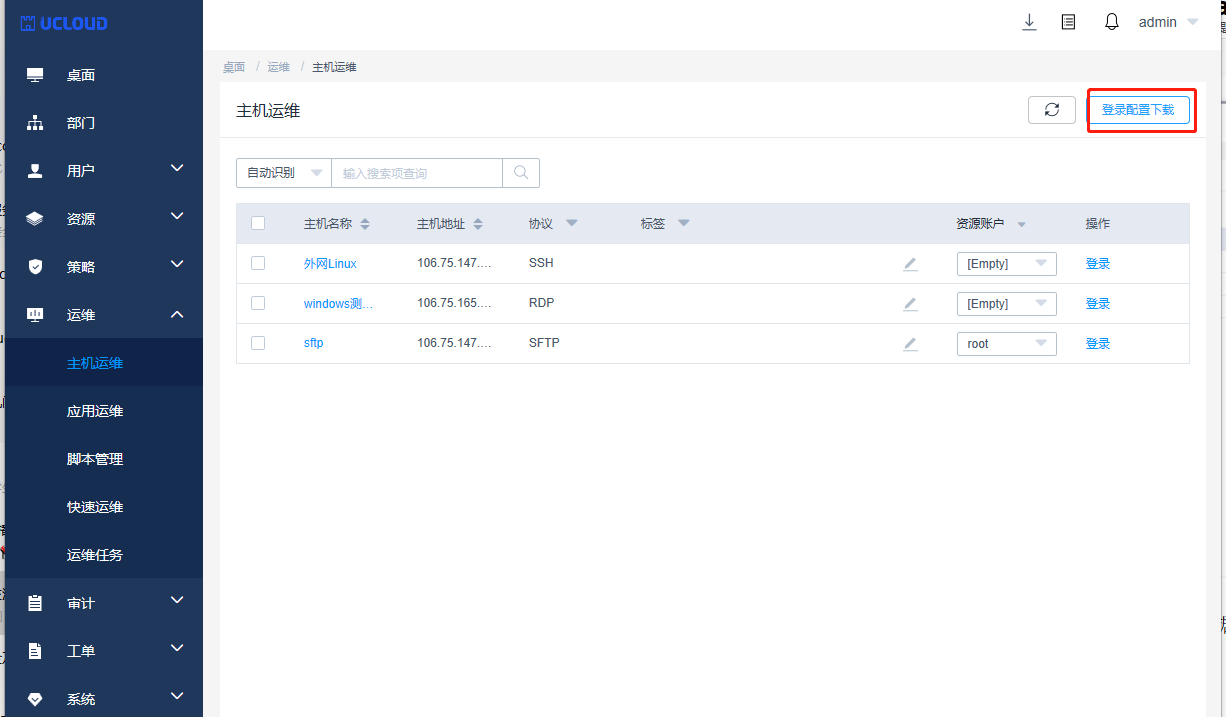 UCLOUD
admin
桌面
部门
用户
资源
策略
运维
主机运维
应用运维
脚本管理
快速运维
运维任务
审计
工单
系统
桌面 / 运维 / 主机运维
主机运维
登录配置下载
自动识别 输入搜索项查询
主机名称 主机地址 协议 标签 资源账户 操作
外网Linux 106.75.147.... SSH [Empty] 登录
windows测... 106.75.165.... RDP [Empty] 登录
sftp 106.75.147.... SFTP root 登录